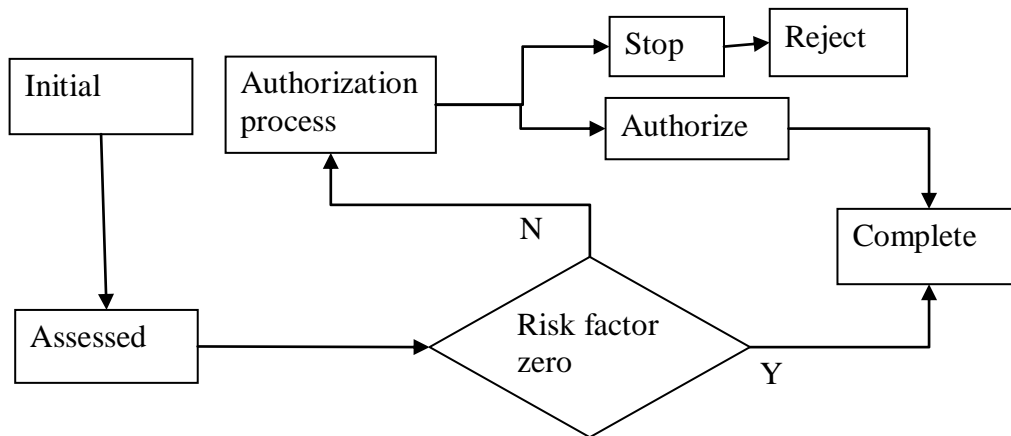 Initial
Authorization
process
Stop
Reject
Authorize
N
Complete
Assessed
Risk factor
zero
Y